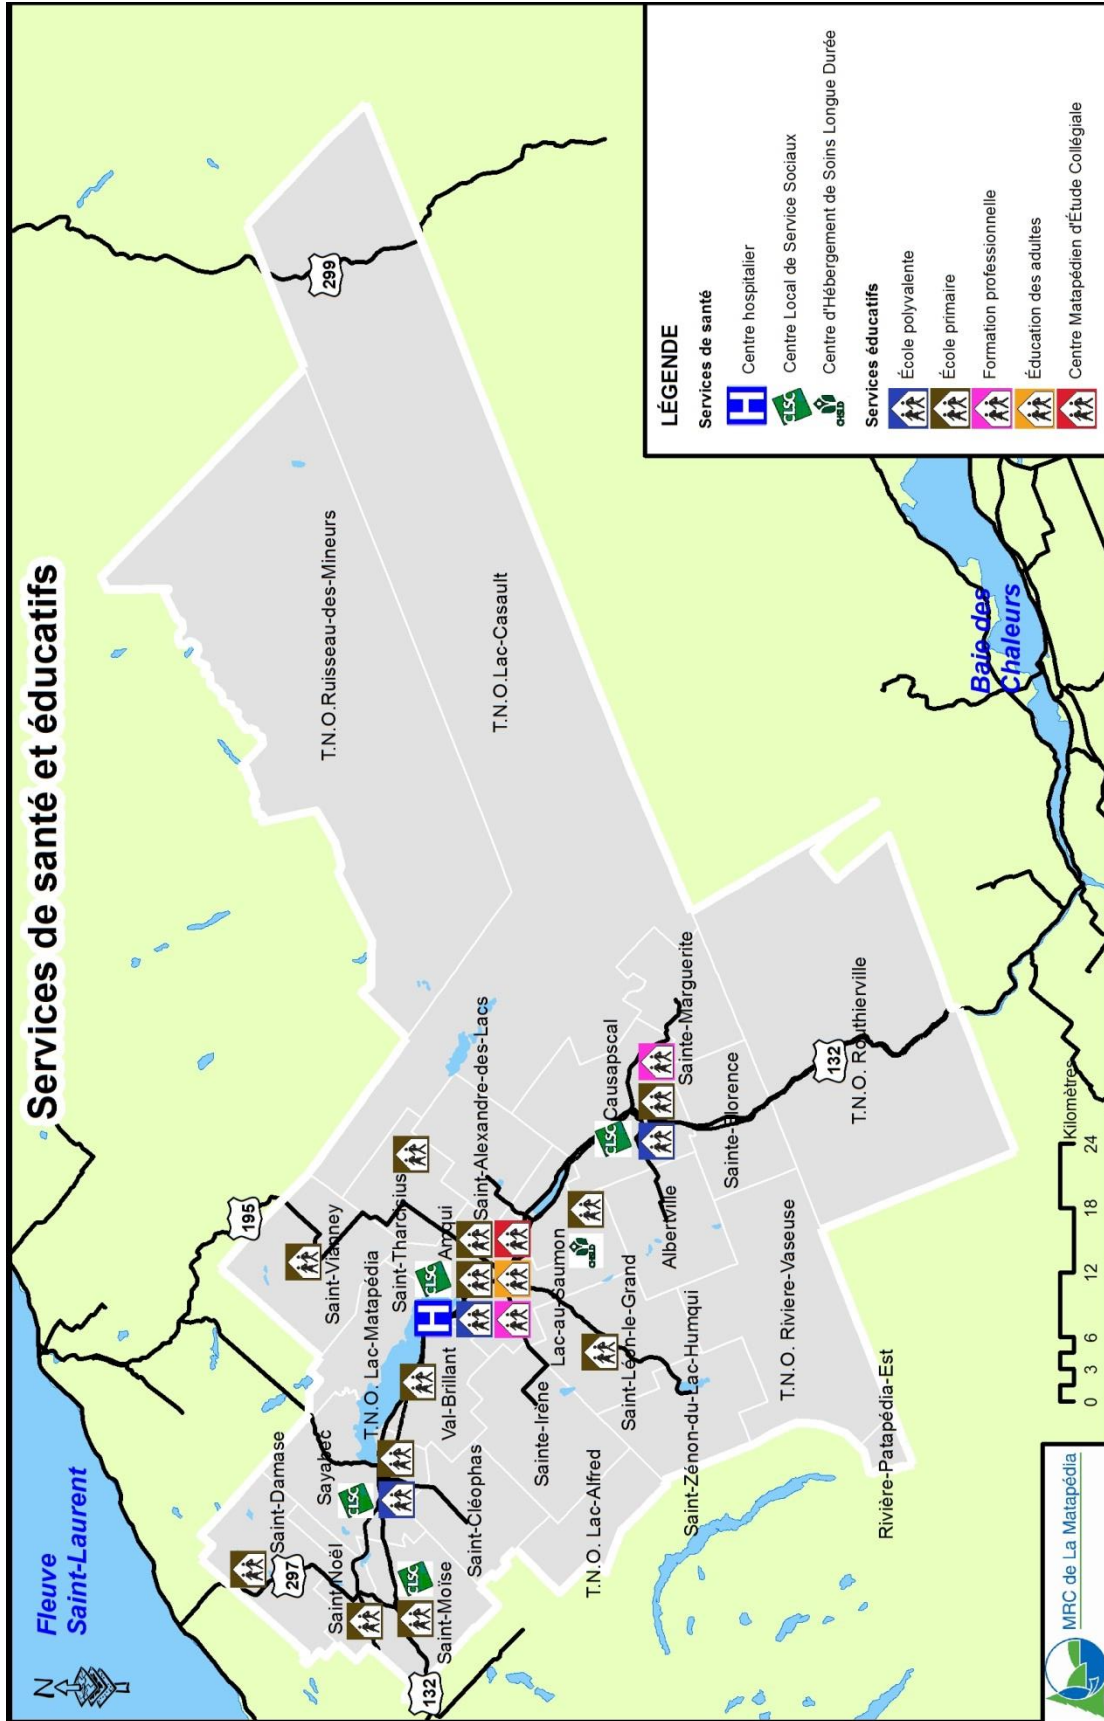 Services de santé et éducatifs
Fleuve
Saint-Laurent
N
195
299
297
132
132
Saint-Damase
Saint-Noël
Saint-Moïse
Sayabec
Saint-Cléophas
Val-Brillant
T.N.O. Lac-Matapédia
Saint-Vianney
Saint-Tharcisius
Amqui
Saint-Alexandre-des-Lacs
Sainte-Irène
Lac-au-Saumon
Saint-Léon-le-Grand
Saint-Zénon-du-Lac-Humqui
T.N.O. Lac-Alfred
Albertville
Causapscal
Sainte-Marguerite
Sainte-Florence
T.N.O. Routhierville
T.N.O. Riviere-Vaseuse
Rivière-Patapédia-Est
T.N.O.Ruisseau-des-Mineurs
T.N.O.Lac-Casault
Baie des
Chaleurs
CLSC
CLSC
CLSC
CLSC
H
CHSLD
LÉGENDE
Services de santé
H Centre hospitalier
CLSC Centre Local de Service Sociaux
CHSLD Centre d'Hébergement de Soins Longue Durée
Services éducatifs
École polyvalente
École primaire
Formation professionnelle
Éducation des adultes
Centre Matapédien d'Étude Collégiale
0 3 6 12 18 24
Kilomètres
MRC de La Matapédia